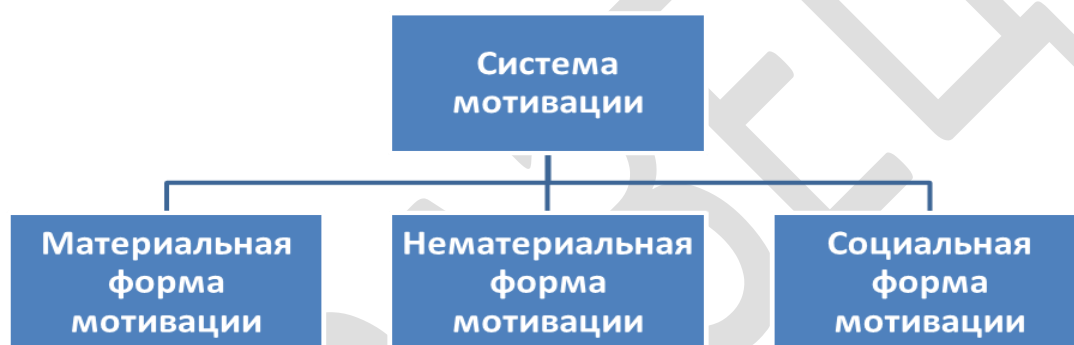 Система
мотивации
Материальная
форма
мотивации
Нематериальная
форма
мотивации
Социальная
форма
мотивации